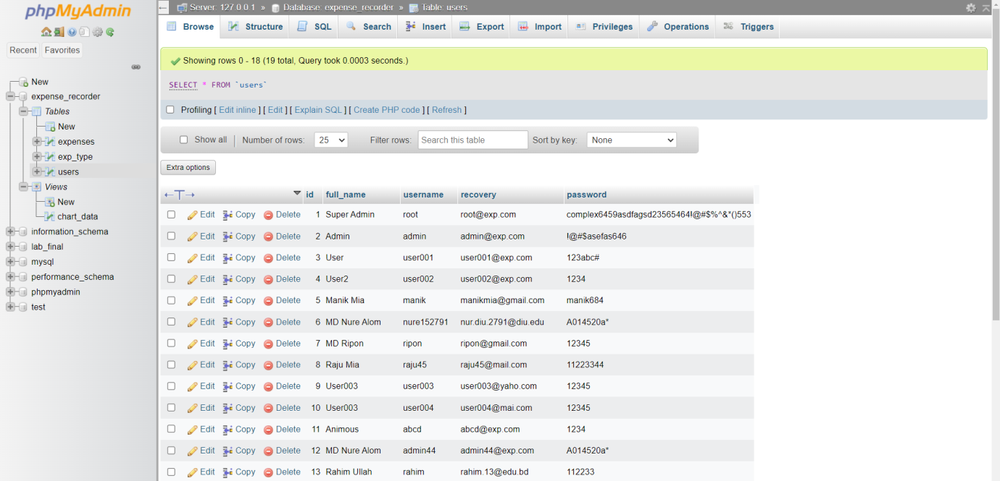 phpMyAdmin
Recent Favorites
New
expense_recorder
Tables
New
expenses
exp_type
users
Views
New
chart_data
information_schema
lab_final
mysql
performance_schema
phpmyadmin
test
Server: 127.0.0.1 » Database: expense_recorder » Table: users
Browse Structure SQL Search Insert Export Import Privileges Operations Triggers
Showing rows 0 - 18 (19 total, Query took 0.0003 seconds.)
SELECT * FROM `users`
Profiling [ Edit inline ] [ Edit ] [ Explain SQL ] [ Create PHP code ] [ Refresh ]
Show all Number of rows: 25 Filter rows: Search this table Sort by key: None
Extra options
←T→ id full_name username recovery password
Edit Copy Delete 1 Super Admin root root@exp.com complex6459asdfagsd23565464!@#$%^&*()553
Edit Copy Delete 2 Admin admin admin@exp.com !@#$asefas646
Edit Copy Delete 3 User user001 user001@exp.com 123abc#
Edit Copy Delete 4 User2 user002 user002@exp.com 1234
Edit Copy Delete 5 Manik Mia manik manikmia@gmail.com manik684
Edit Copy Delete 6 MD Nure Alom nure152791 nur.diu.2791@diu.edu A014520a*
Edit Copy Delete 7 MD Ripon ripon ripon@gmail.com 12345
Edit Copy Delete 8 Raju Mia raju45 raju45@mail.com 11223344
Edit Copy Delete 9 User003 user003 user003@yaho.com 12345
Edit Copy Delete 10 User003 user004 user004@mai.com 12345
Edit Copy Delete 11 Animous abcd abcd@exp.com 1234
Edit Copy Delete 12 MD Nure Alom admin44 admin44@exp.com A014520a*
Edit Copy Delete 13 Rahim Ullah rahim rahim.13@edu.bd 112233